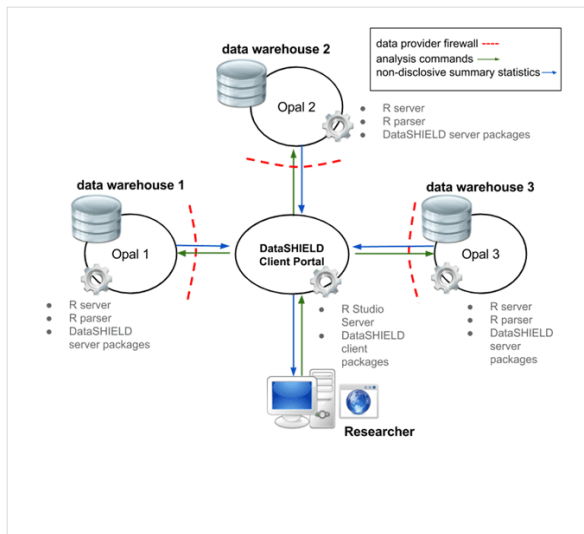 data warehouse 2
data provider firewall
analysis commands
non-disclosive summary statistics
Opal 2
R server
R parser
DataSHIELD server packages
data warehouse 1
data warehouse 3
Opal 1
DataSHIELD
Client Portal
Opal 3
R server
R parser
DataSHIELD
server packages
R Studio
Server
DataSHIELD
client
packages
R server
R parser
DataSHIELD
server
packages
Researcher